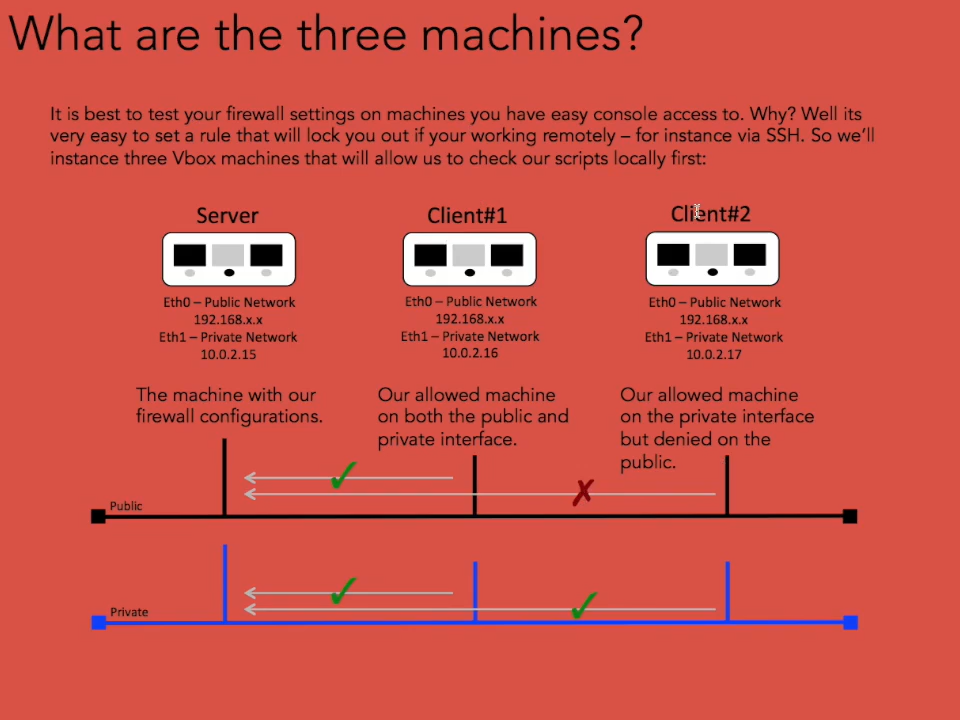 What are the three machines?
It is best to test your firewall settings on machines you have easy console access to. Why? Well its
very easy to set a rule that will lock you out if your working remotely – for instance via SSH. So we'll
instance three Vbox machines that will allow us to check our scripts locally first:
Server
Eth0 – Public Network
192.168.x.x
Eth1 – Private Network
10.0.2.15
The machine with our
firewall configurations.
Client#1
Eth0 – Public Network
192.168.x.x
Eth1 – Private Network
10.0.2.16
Our allowed machine
on both the public and
private interface.
Client#2
Eth0 – Public Network
192.168.x.x
Eth1 – Private Network
10.0.2.17
Our allowed machine
on the private interface
but denied on the
public.
Public
Private